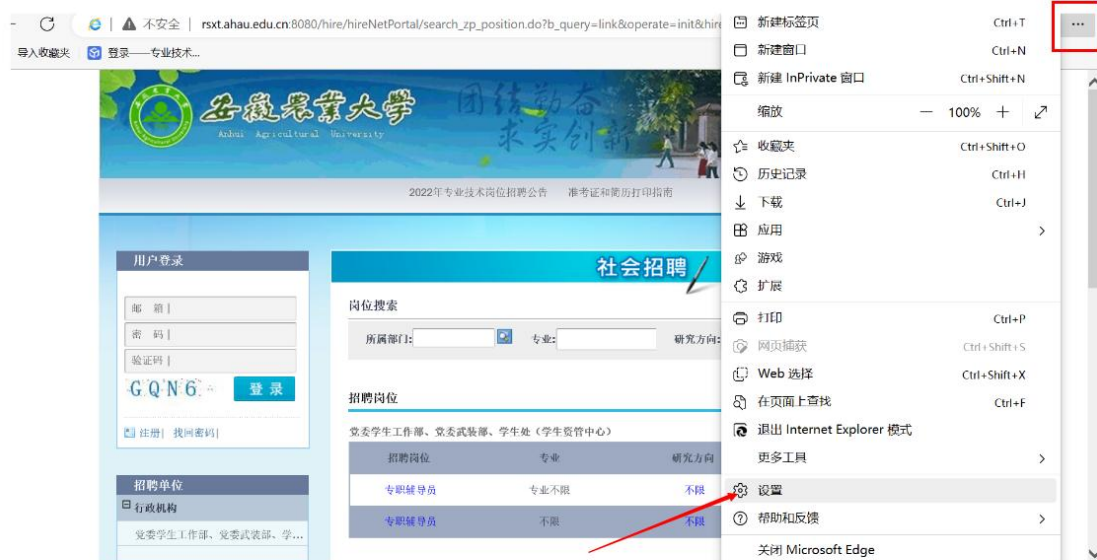 不安全 | rsxt.ahau.edu.cn:8080/hire/hireNetPortal/search_zp_position.do?b_query=link&operate=init&hire
导入收藏夹 登录——专业技术...
安徽农业大学
Anhui Agricultural University
团结勤奋
求实创新
2022年专业技术岗位招聘公告 准考证和简历打印指南
用户登录
邮 箱|
密 码|
验证码|
GQN6
登 录
注册| 找回密码|
招聘单位
行政机构
党委学生工作部、党委武装部、学...
社会招聘
岗位搜索
所属部门: 专业: 研究方向:
招聘岗位
党委学生工作部、党委武装部、学生处（学生资管中心）
招聘岗位 专业 研究方向
专职辅导员 专业不限 不限
专职辅导员 不限 不限
新建标签页 Ctrl+T
新建窗口 Ctrl+N
新建 InPrivate 窗口 Ctrl+Shift+N
缩放 — 100% +
收藏夹 Ctrl+Shift+O
历史记录 Ctrl+H
下载 Ctrl+J
应用
游戏
扩展
打印 Ctrl+P
网页捕获 Ctrl+Shift+S
Web 选择 Ctrl+Shift+X
在页面上查找 Ctrl+F
退出 Internet Explorer 模式
更多工具
设置
帮助和反馈
关闭 Microsoft Edge